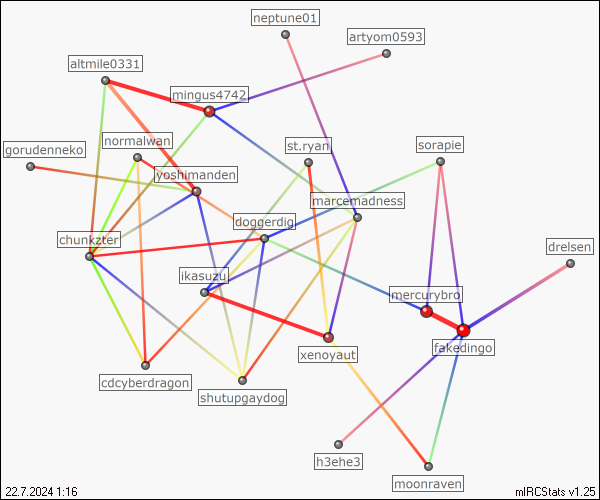 neptune01
artyom0593
altmile0331
mingus4742
normalwan
st.ryan
sorapie
gorudenneko
yoshimanden
marcemadness
doggerdig
chunkzter
drelsen
ikasuzu
mercurybro
fakedingo
xenoyaut
cdcyberdragon
shutupgaydog
h3ehe3
moonraven
22.7.2024 1:16
mIRCStats v1.25